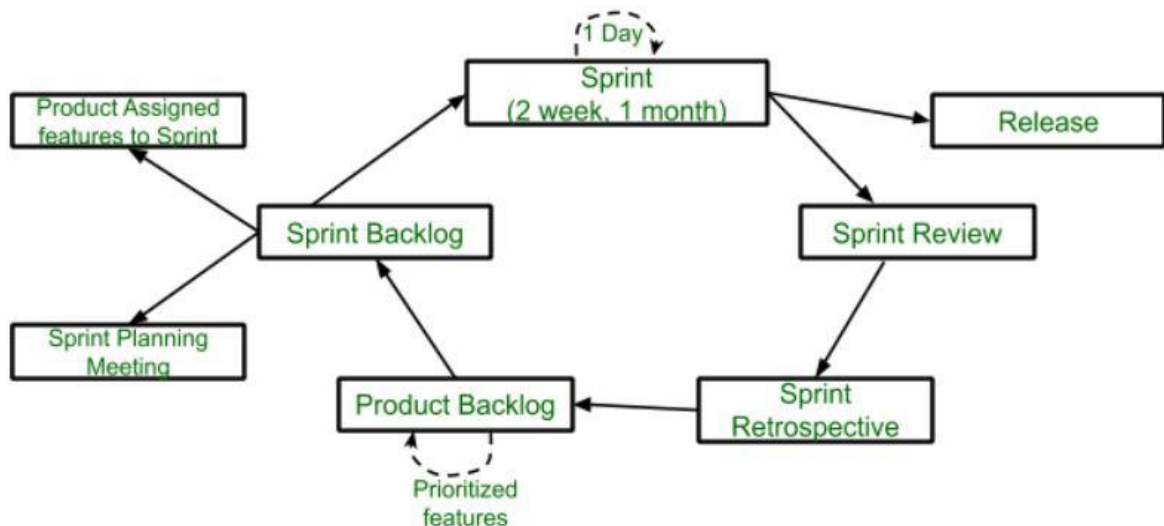 1 Day
Sprint
(2 week, 1 month)
Product Assigned
features to Sprint
Release
Sprint Backlog
Sprint Review
Sprint Planning
Meeting
Product Backlog
Sprint
Retrospective
Prioritized
features